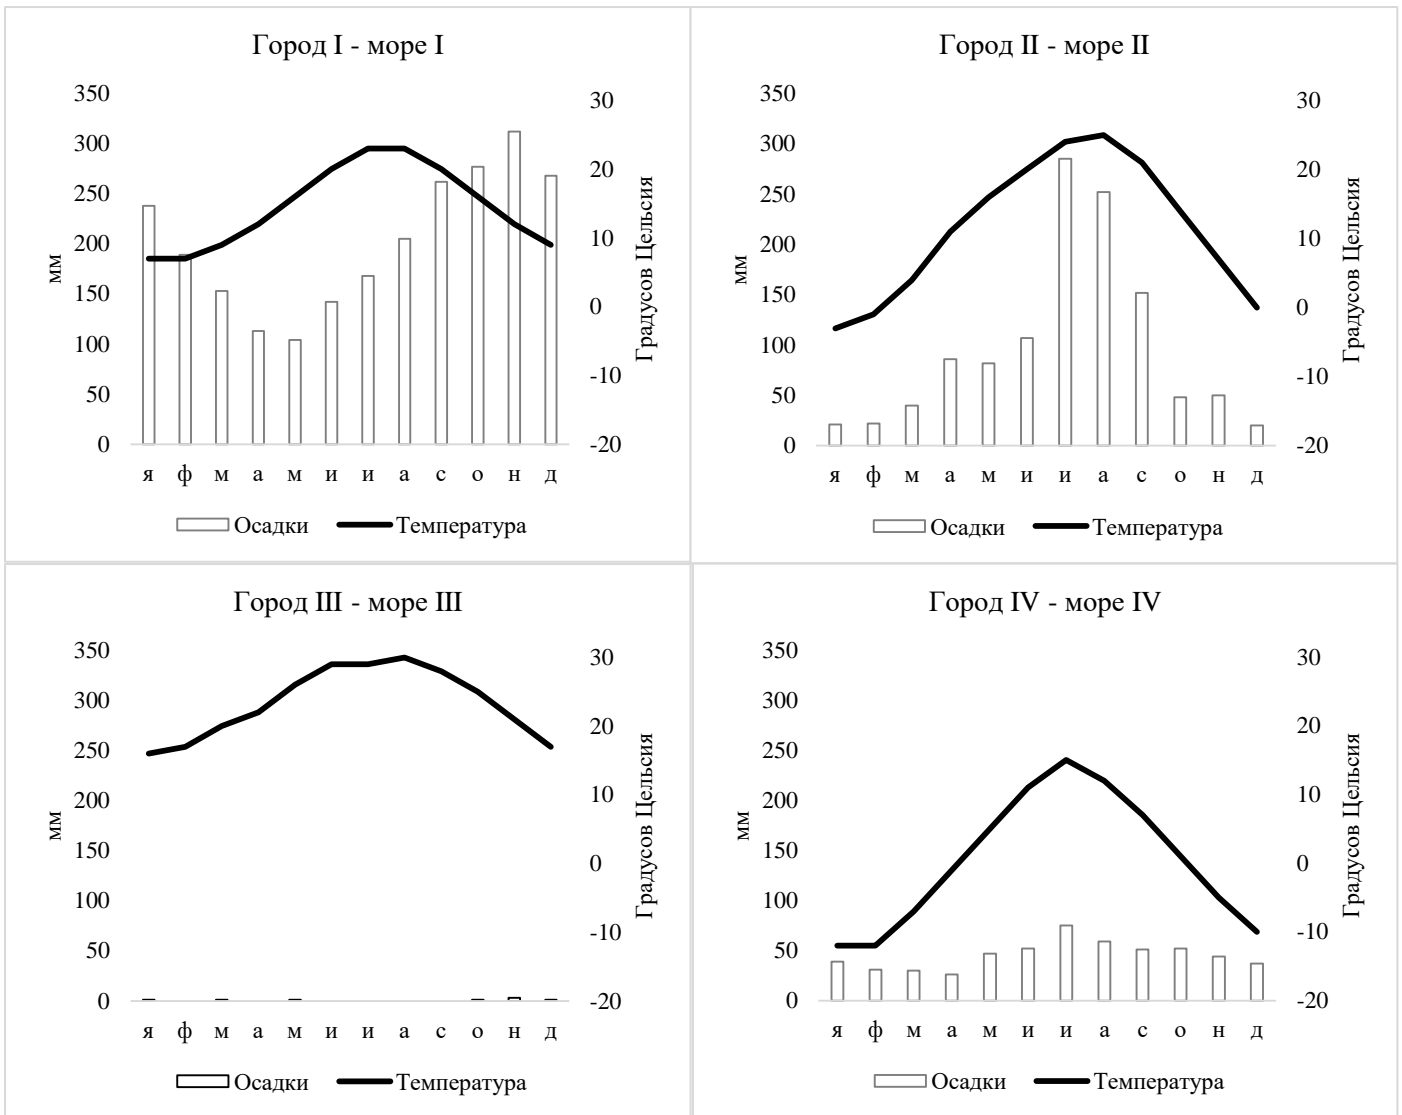 Город I - море I
350
300
250
200
150
100
50
0
мм
30
20
10
0
-10
-20
Градусов Цельсия
я ф м а м и и а с о н д
Осадки Температура
Город II - море II
350
300
250
200
150
100
50
0
мм
30
20
10
0
-10
-20
Градусов Цельсия
я ф м а м и и а с о н д
Осадки Температура
Город III - море III
350
300
250
200
150
100
50
0
мм
30
20
10
0
-10
-20
Градусов Цельсия
я ф м а м и и а с о н д
Осадки Температура
Город IV - море IV
350
300
250
200
150
100
50
0
мм
30
20
10
0
-10
-20
Градусов Цельсия
я ф м а м и и а с о н д
Осадки Температура